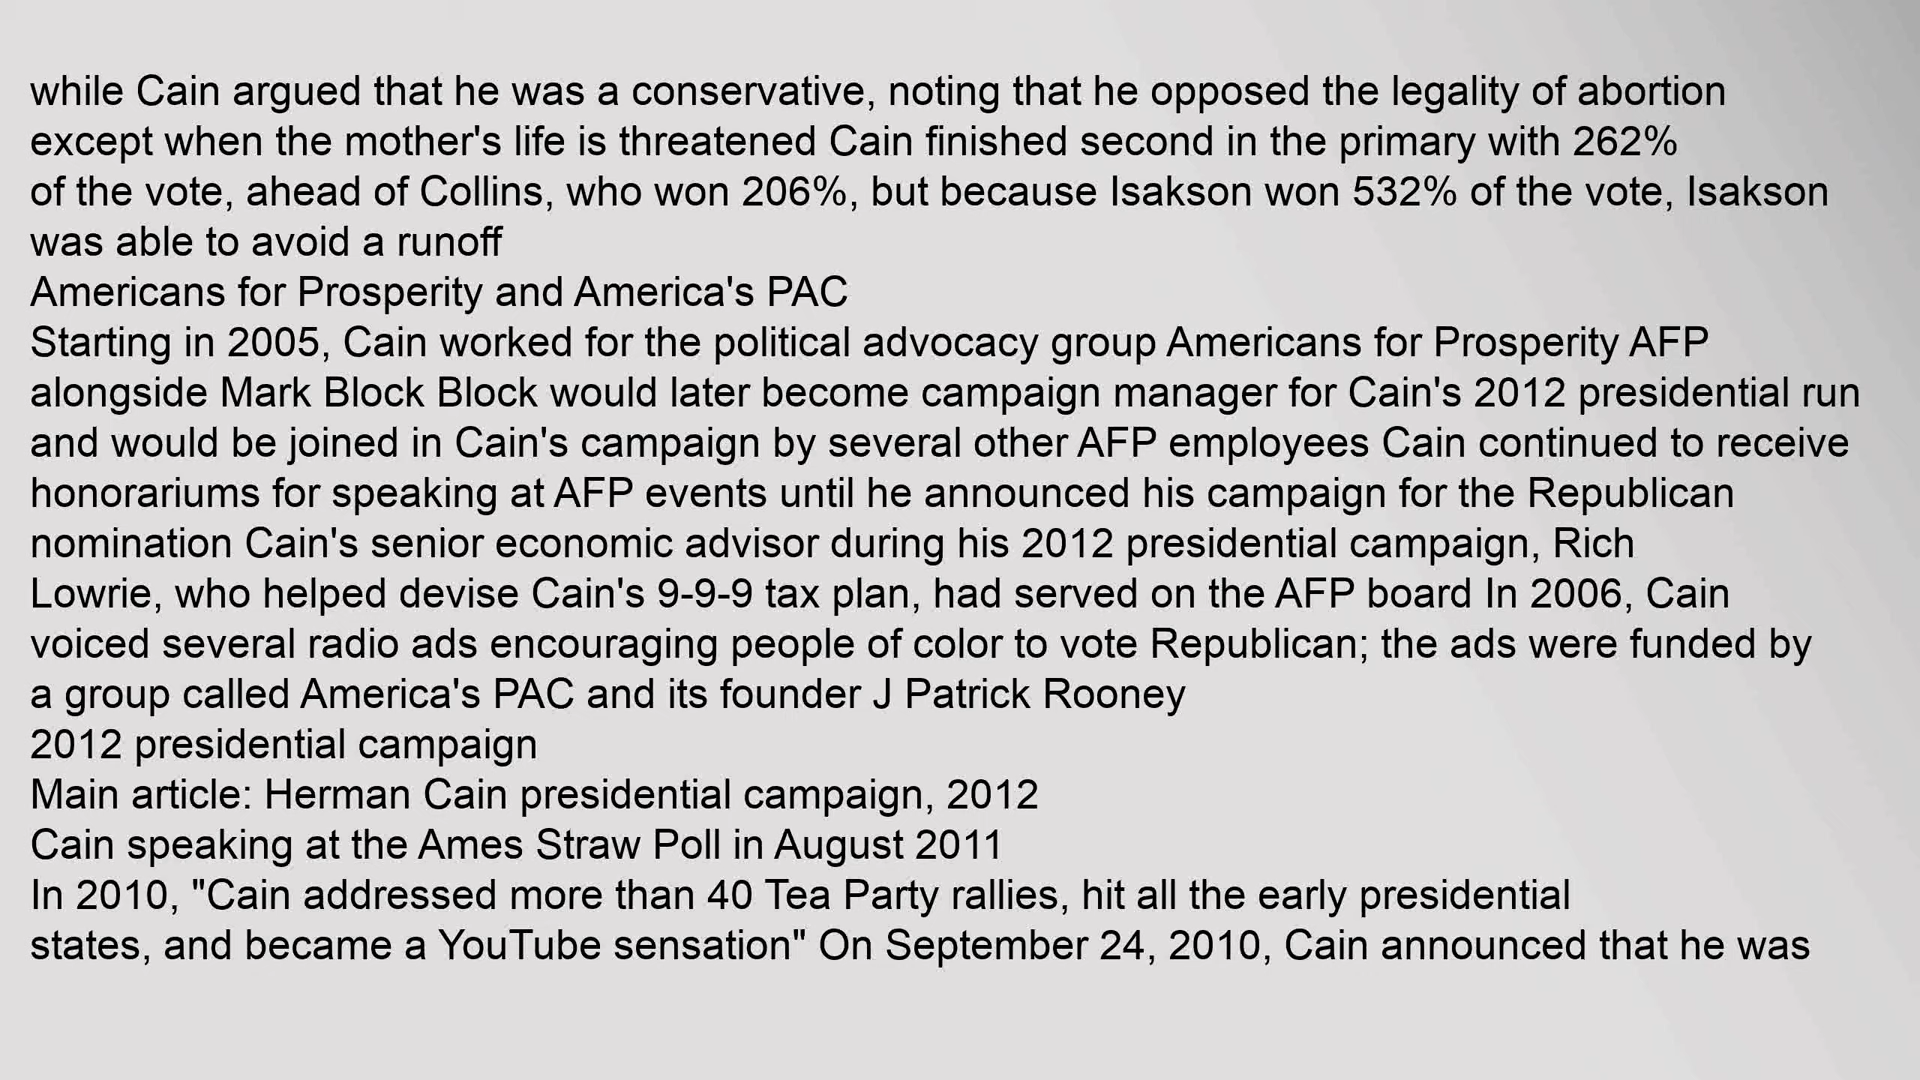 while Cain argued that he was a conservative, noting that he opposed the legality of abortion
except when the mother's life is threatened Cain finished second in the primary with 262%
of the vote, ahead of Collins, who won 206%, but because Isakson won 532% of the vote, Isakson
was able to avoid a runoff
Americans for Prosperity and America's PAC
Starting in 2005, Cain worked for the political advocacy group Americans for Prosperity AFP
alongside Mark Block Block would later become campaign manager for Cain's 2012 presidential run
and would be joined in Cain's campaign by several other AFP employees Cain continued to receive
honorariums for speaking at AFP events until he announced his campaign for the Republican
nomination Cain's senior economic advisor during his 2012 presidential campaign, Rich
Lowrie, who helped devise Cain's 9-9-9 tax plan, had served on the AFP board In 2006, Cain
voiced several radio ads encouraging people of color to vote Republican; the ads were funded by
a group called America's PAC and its founder J Patrick Rooney
2012 presidential campaign
Main article: Herman Cain presidential campaign, 2012
Cain speaking at the Ames Straw Poll in August 2011
In 2010, "Cain addressed more than 40 Tea Party rallies, hit all the early presidential
states, and became a YouTube sensation" On September 24, 2010, Cain announced that he was